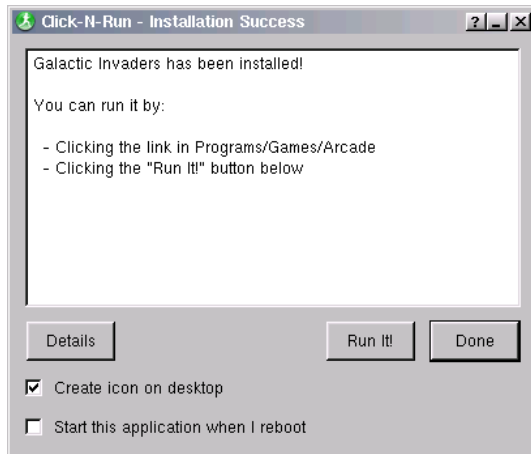 Click-N-Run - Installation Success
Galactic Invaders has been installed!
You can run it by:
- Clicking the link in Programs/Games/Arcade
- Clicking the "Run It!" button below
Details
Run It!
Done
Create icon on desktop
Start this application when I reboot